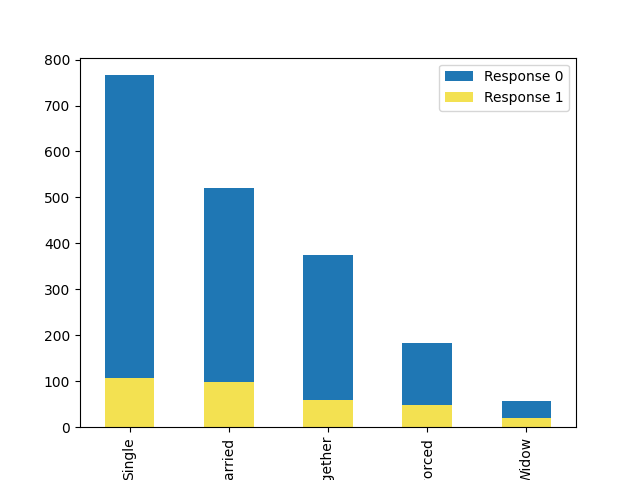 800
700
600
500
400
300
200
100
0
Response 0
Response 1
Single
arried
gether
orced
Widow